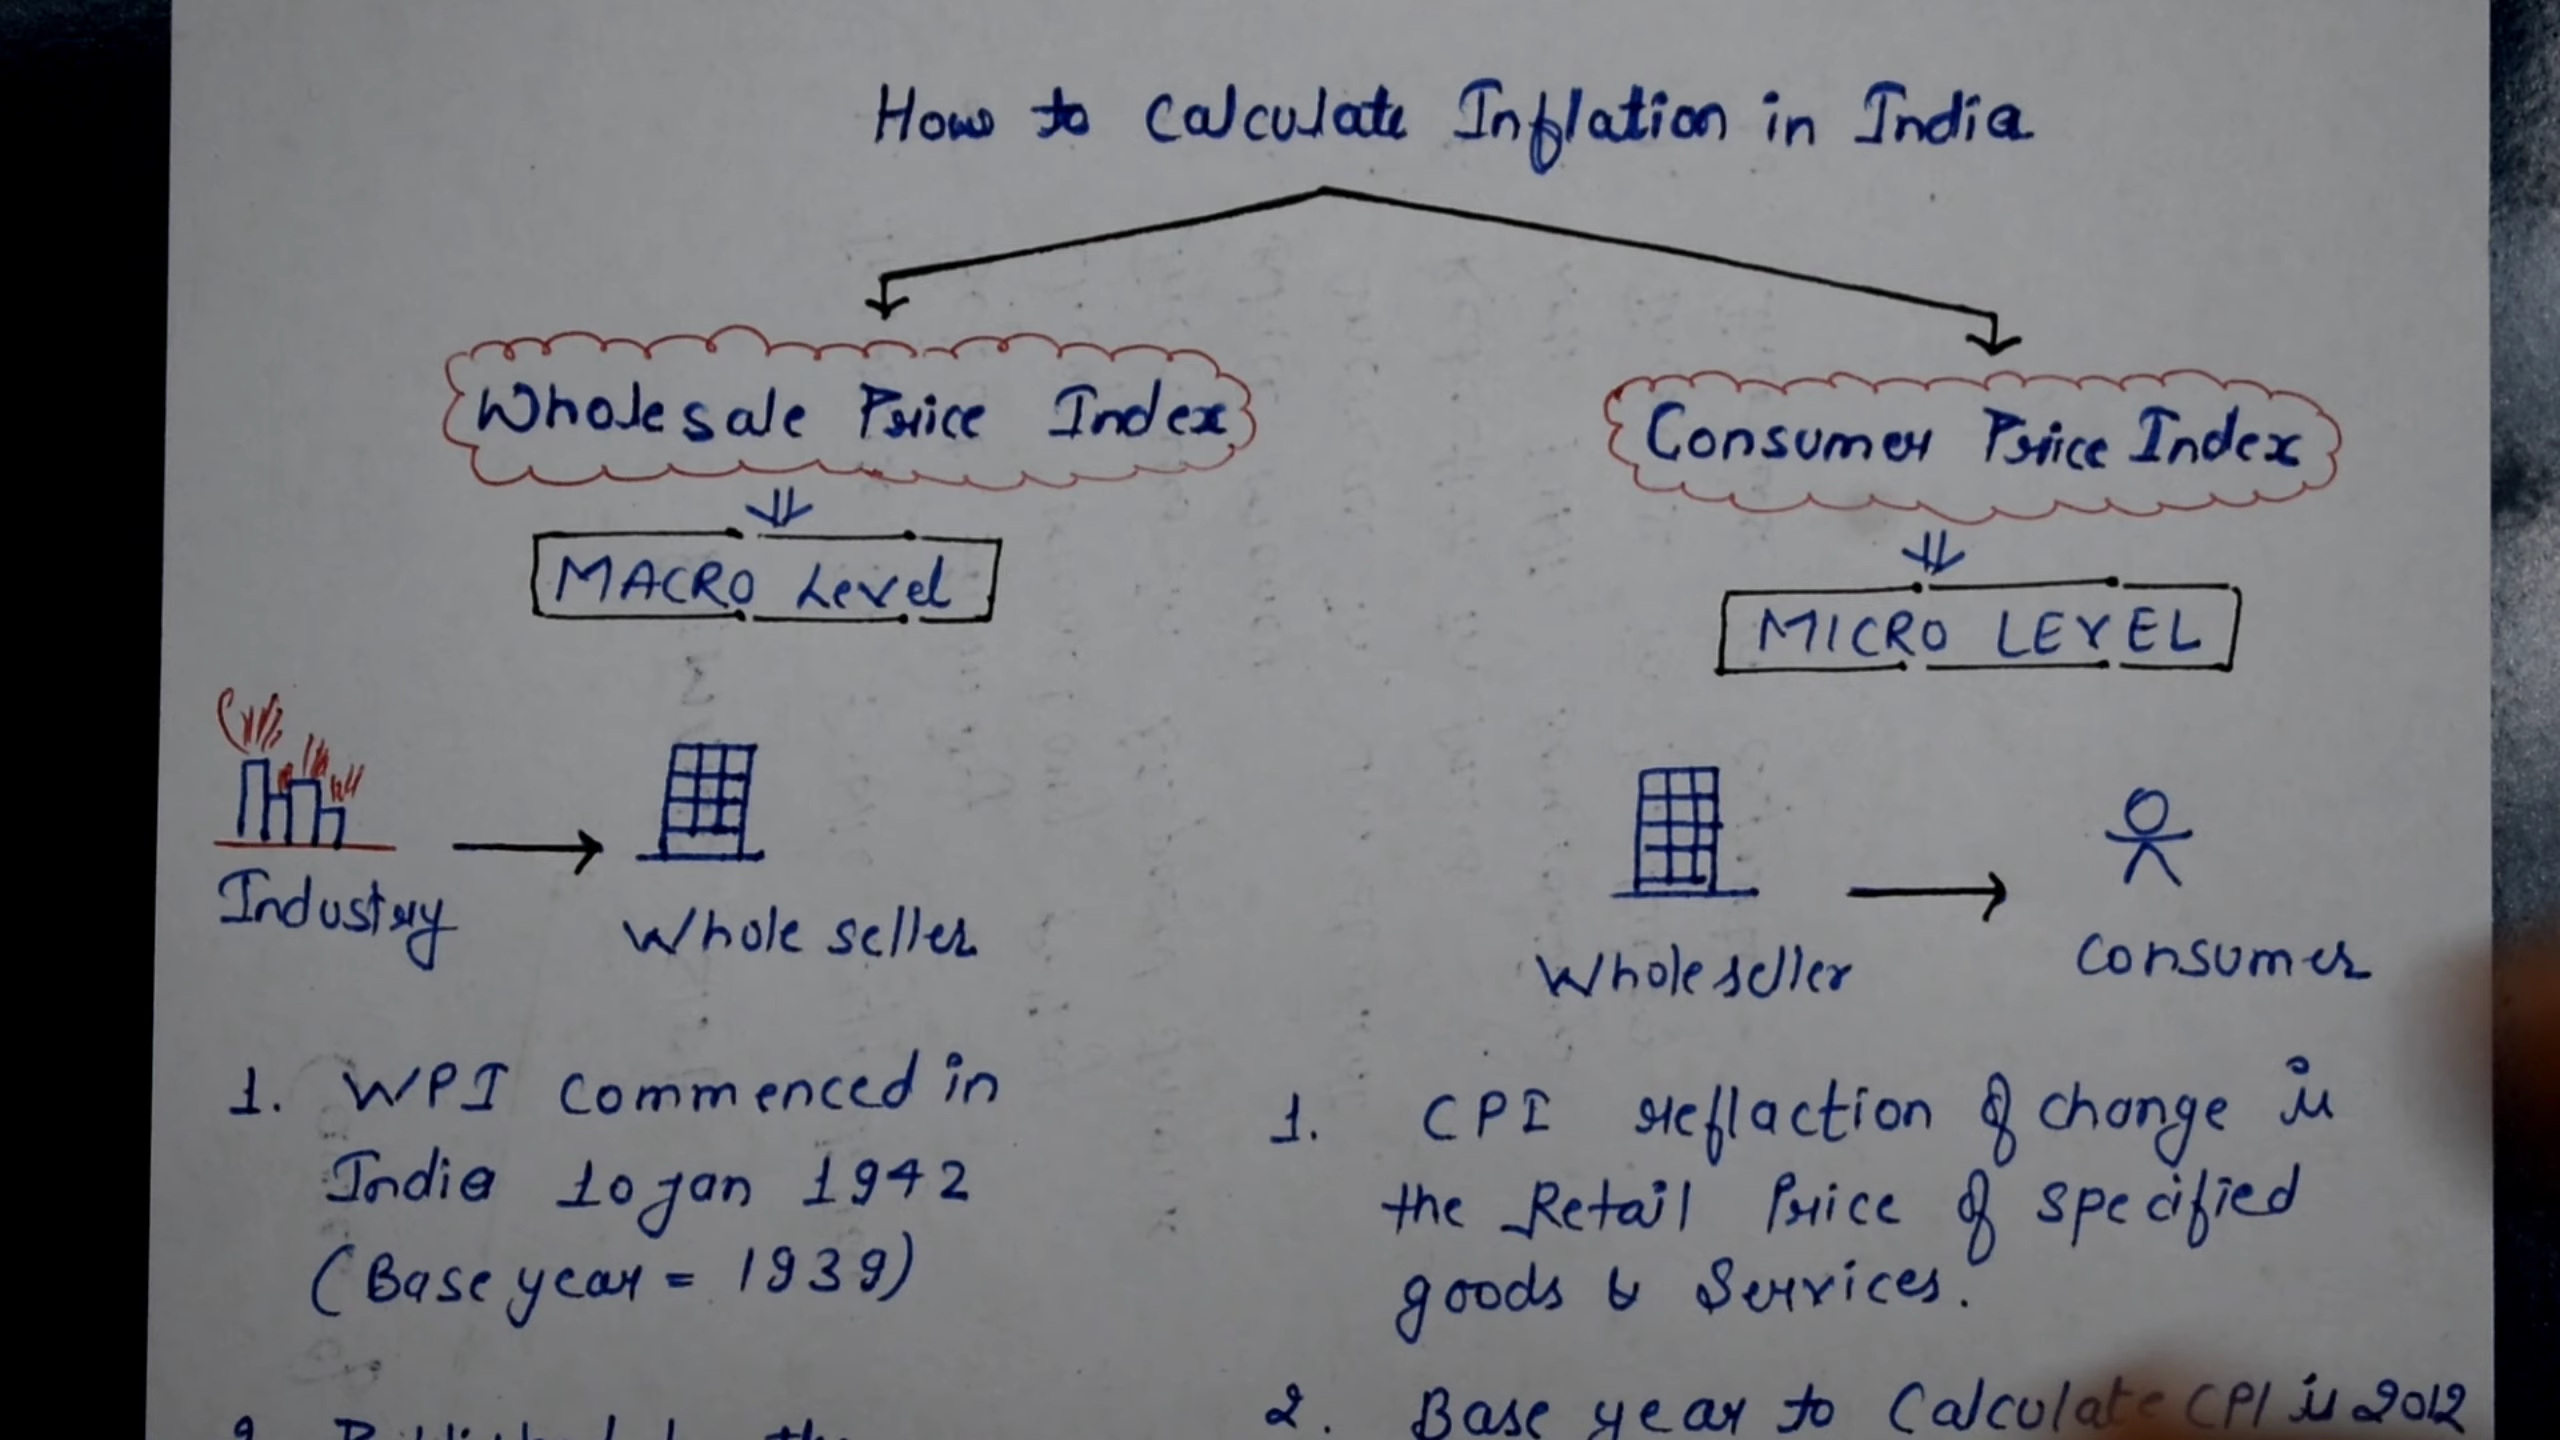 How to Calculate Inflation in India
Wholesale Price Index
MACRO Level
Industry
Whole seller
1. WPI Commenced in
India 10 jan 1942
(Base year = 1939)
Consumer Price Index
MICRO LEVEL
Wholeseller
Consumer
1. CPI reflaction of change in
the Retail Price of specified
goods & Services.
2. Base year to Calculate CPI is 2012